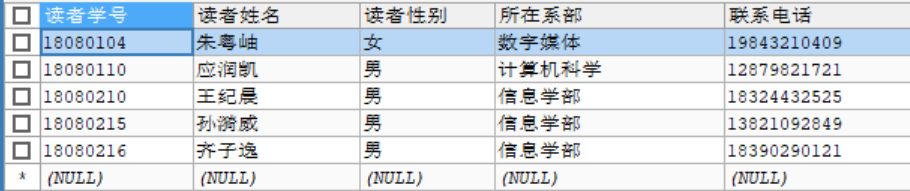 读者学号 读者姓名 读者性别 所在系部 联系电话
18080104 朱粤岫 女 数字媒体 19843210409
18080110 应润凯 男 计算机科学 12879821721
18080210 王纪晨 男 信息学部 18324432525
18080215 孙漪威 男 信息学部 13821092849
18080216 齐子逸 男 信息学部 18390290121
* (NULL) (NULL) (NULL) (NULL) (NULL)